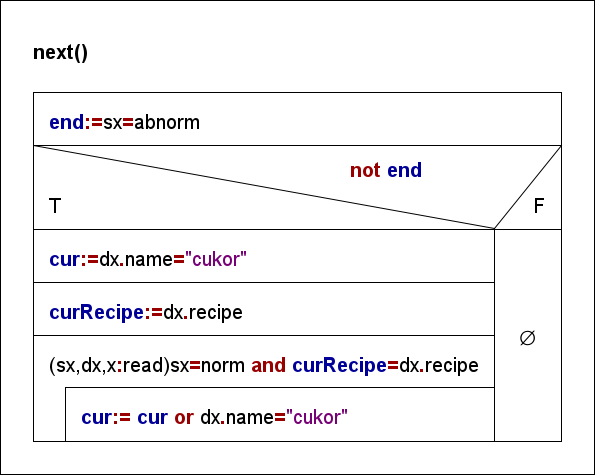 next()
end:=sx=abnorm
not end
T
F
cur:=dx.name="cukor"
curRecipe:=dx.recipe
∅
(sx,dx,x:read)sx=norm and curRecipe=dx.recipe
cur:= cur or dx.name="cukor"